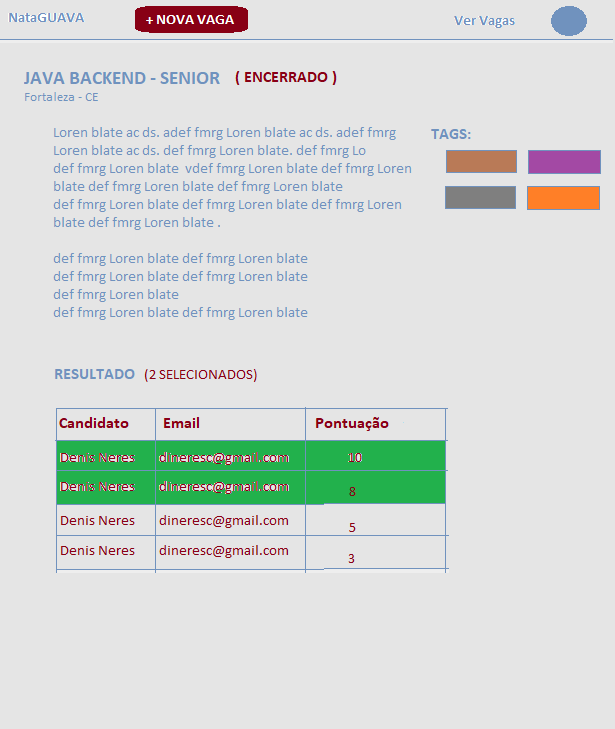 NataGUAVA
+ NOVA VAGA
Ver Vagas
JAVA BACKEND - SENIOR ( ENCERRADO )
Fortaleza - CE
Loren blate ac ds. adef fmrg Loren blate ac ds. adef fmrg
Loren blate ac ds. def fmrg Loren blate. def fmrg Lo
def fmrg Loren blate vdef fmrg Loren blate def fmrg Loren
blate def fmrg Loren blate def fmrg Loren blate
def fmrg Loren blate def fmrg Loren blate def fmrg Loren
blate def fmrg Loren blate .
def fmrg Loren blate def fmrg Loren blate
def fmrg Loren blate def fmrg Loren blate
def fmrg Loren blate
def fmrg Loren blate def fmrg Loren blate
TAGS:
RESULTADO (2 SELECIONADOS)
Candidato Email Pontuação
Denis Neres dineresc@gmail.com 10
Denis Neres dineresc@gmail.com 8
Denis Neres dineresc@gmail.com 5
Denis Neres dineresc@gmail.com 3